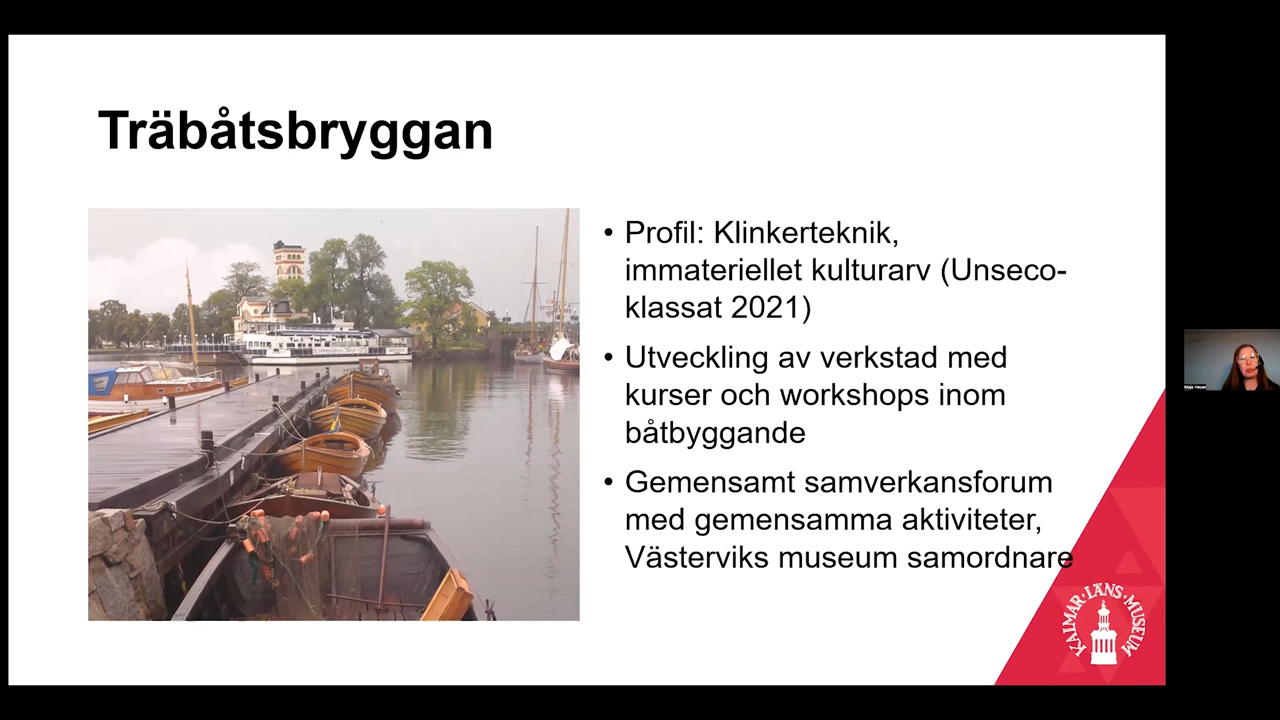 Träbåtsbryggan
• Profil: Klinkerteknik,
immateriellet kulturarv (Unseco-
klassat 2021)
• Utveckling av verkstad med
kurser och workshops inom
båtbyggande
• Gemensamt samverkansforum
med gemensamma aktiviteter,
Västerviks museum samordnare
KALMAR·LÄNS·MUSEUM